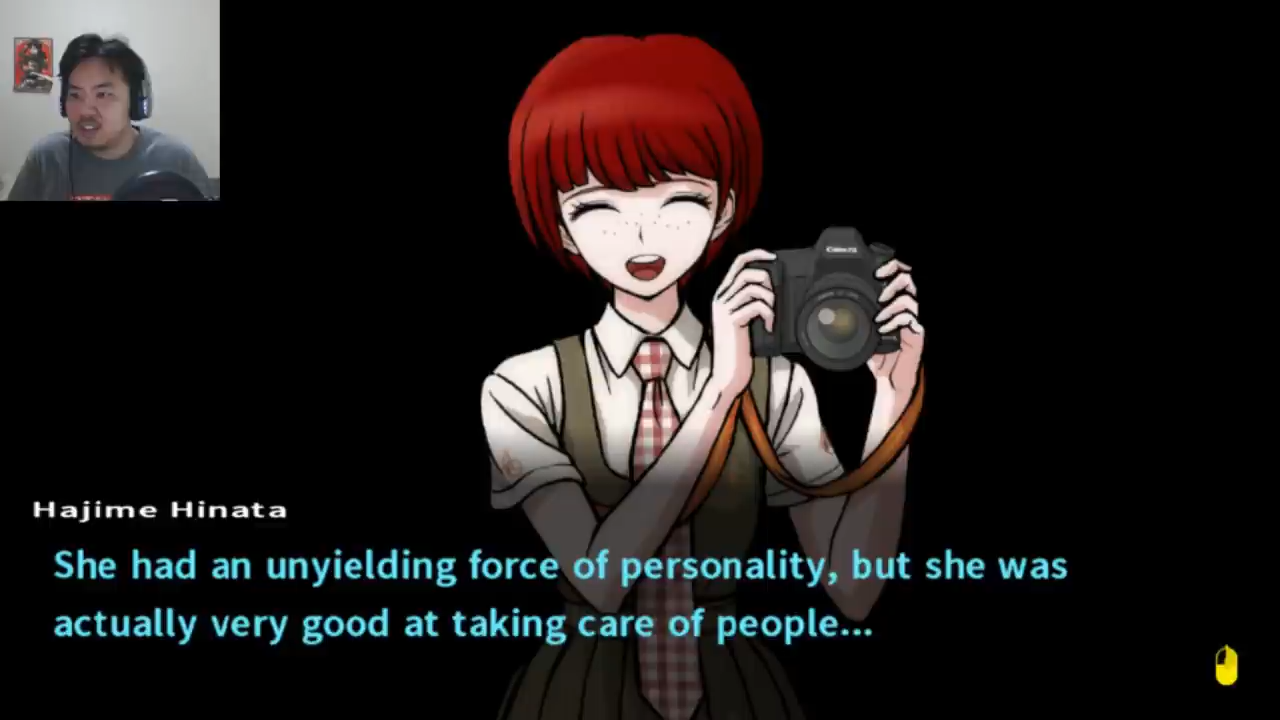 Hajime Hinata
She had an unyielding force of personality, but she was
actually very good at taking care of people...